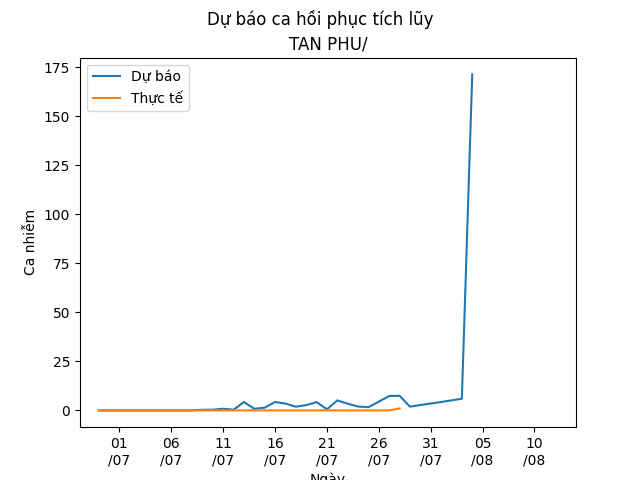 Dự báo ca hồi phục tích lũy
TAN PHU/
Dự báo
Thực tế
Ca nhiễm
175
150
125
100
75
50
25
0
01 06 11 16 21 26 31 05 10
/07 /07 /07 /07 /07 /07 /07 /08 /08
Ngày